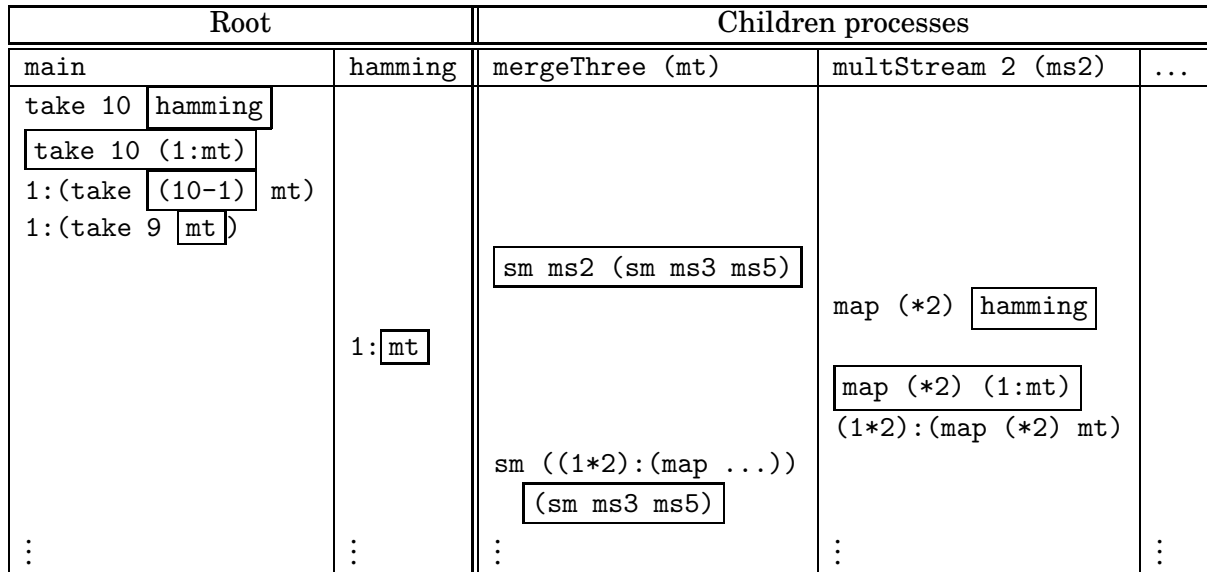 Root Children processes
main hamming mergeThree (mt) multStream 2 (ms2) ...
take 10 hamming
take 10 (1:mt)
1:(take (10-1) mt)
1:(take 9 mt)
sm ms2 (sm ms3 ms5)
map (*2) hamming
1:mt
map (*2) (1:mt)
(1*2):(map (*2) mt)
sm ((1*2):(map ...))
(sm ms3 ms5)
⋮ ⋮ ⋮ ⋮ ⋮